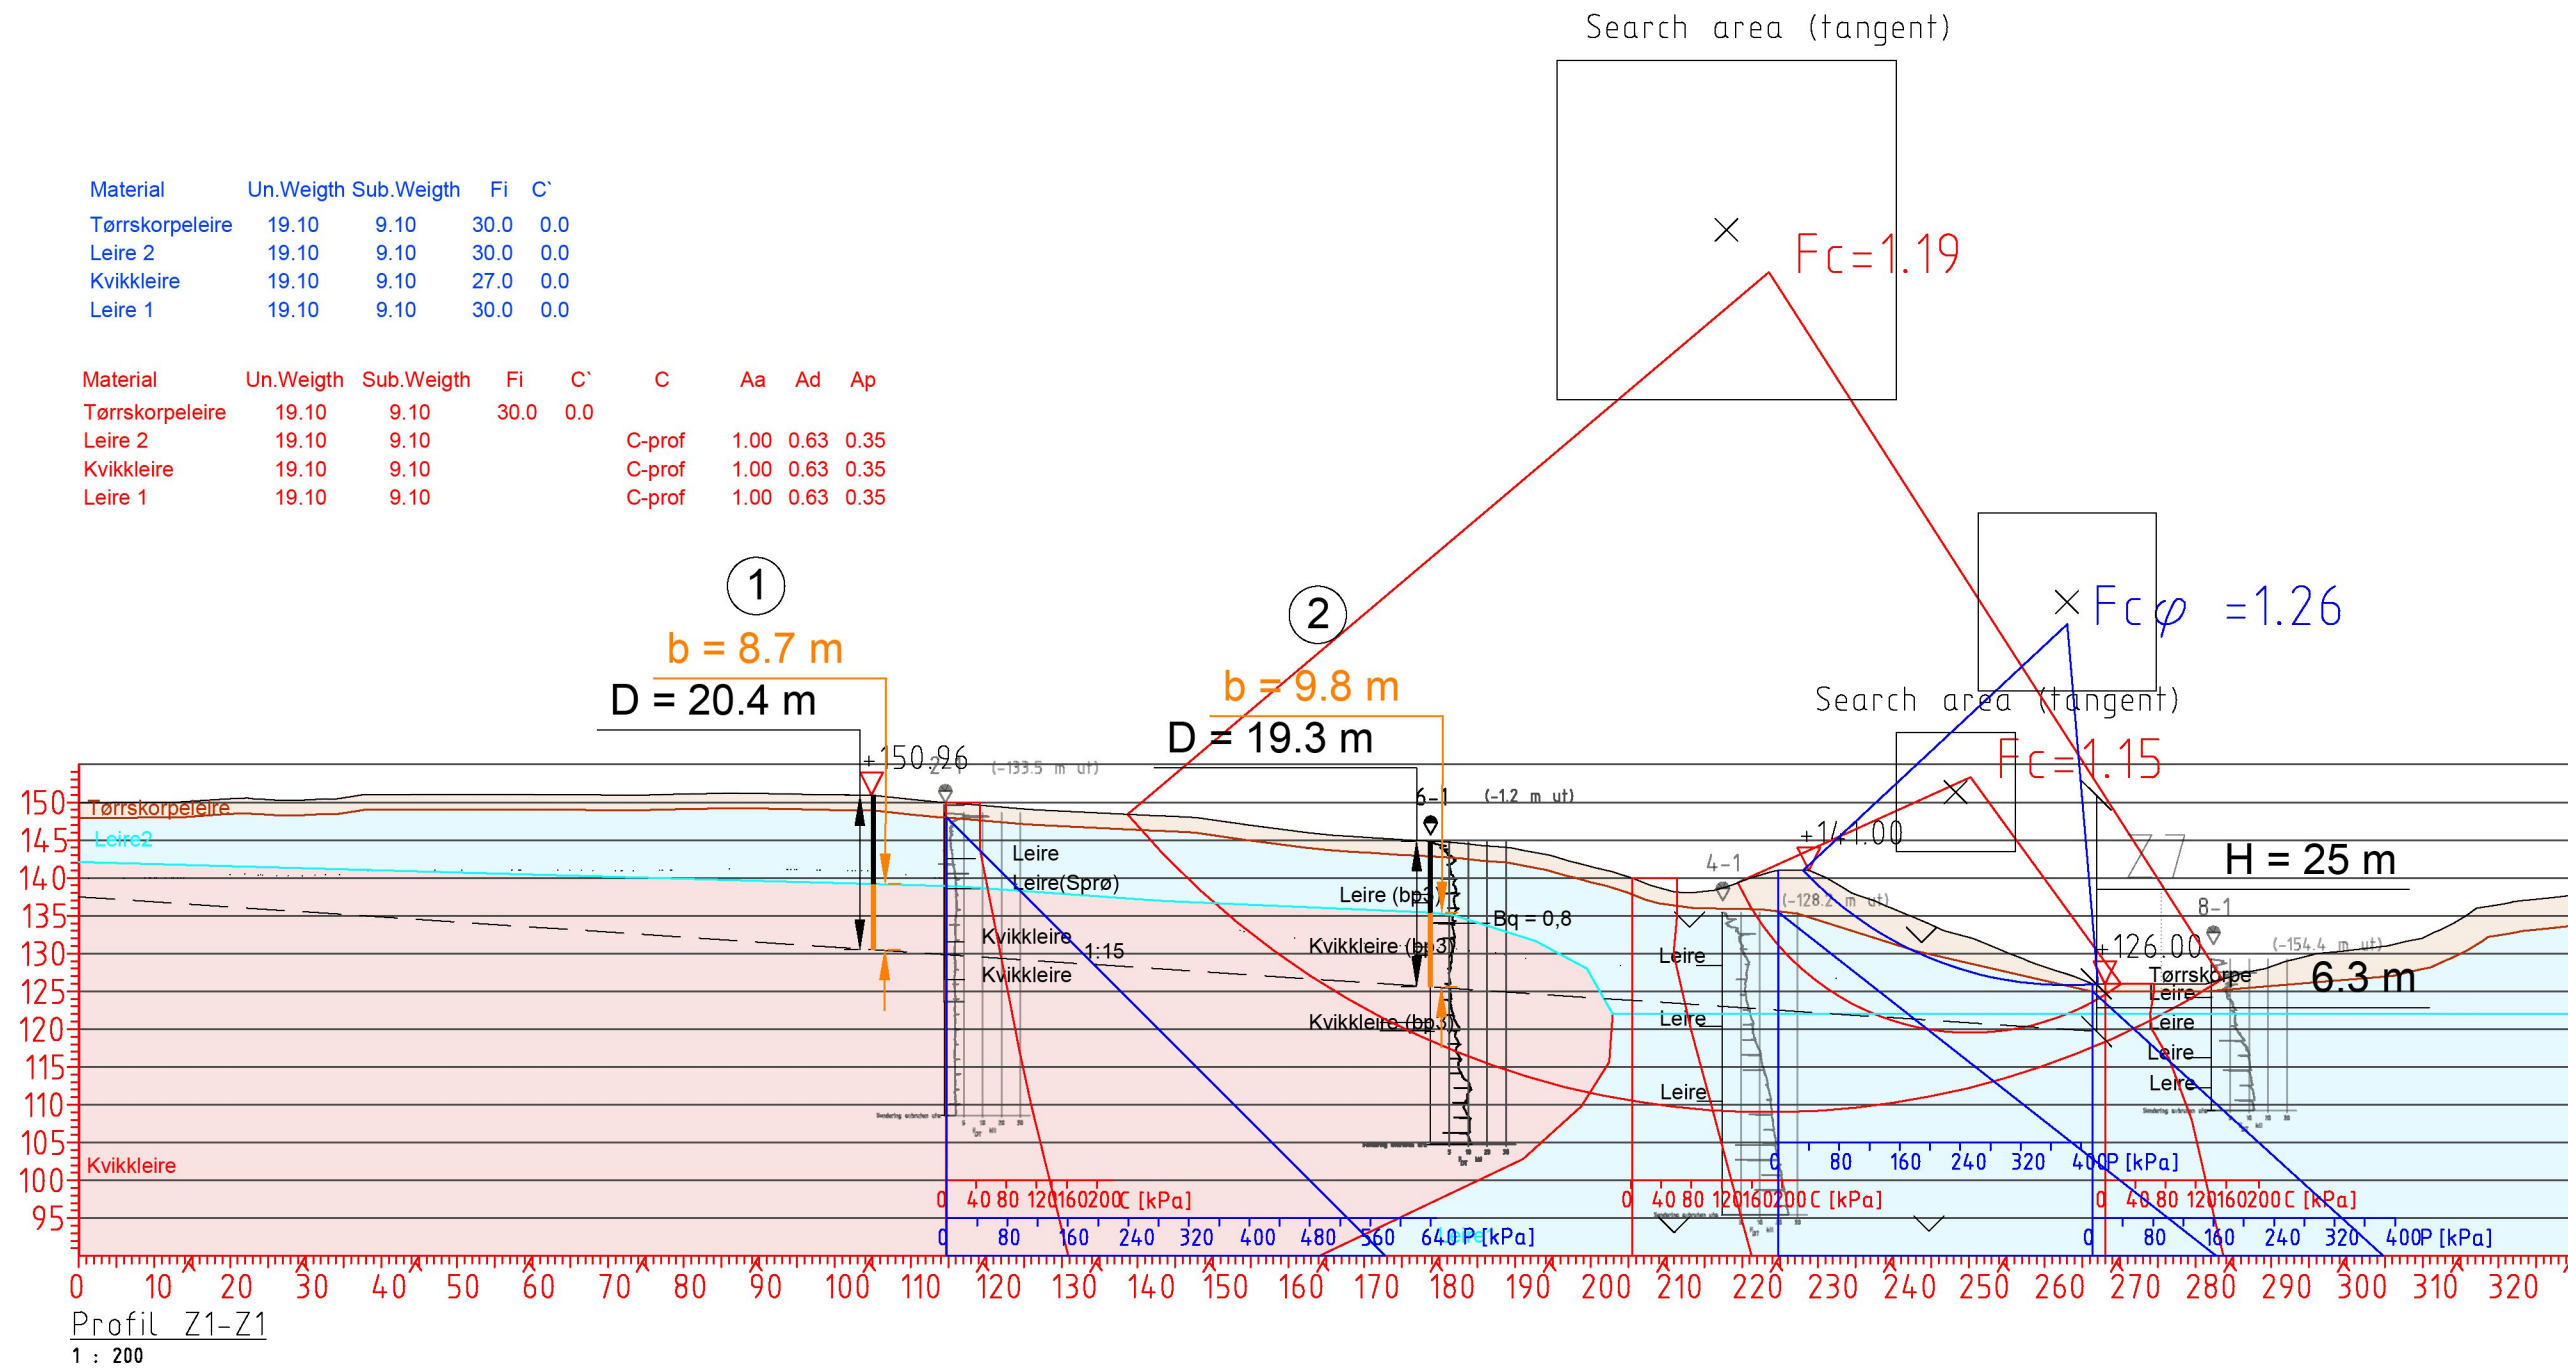 Search area (tangent)
Fc=1.19
Material Un.Weigth Sub.Weigth Fi C`
Tørrskorpeleire 19.10 9.10 30.0 0.0
Leire 2 19.10 9.10 30.0 0.0
Kvikkleire 19.10 9.10 27.0 0.0
Leire 1 19.10 9.10 30.0 0.0
Material Un.Weigth Sub.Weigth Fi C` C Aa Ad Ap
Tørrskorpeleire 19.10 9.10 30.0 0.0
Leire 2 19.10 9.10 C-prof 1.00 0.63 0.35
Kvikkleire 19.10 9.10 C-prof 1.00 0.63 0.35
Leire 1 19.10 9.10 C-prof 1.00 0.63 0.35
1
b = 8.7 m
D = 20.4 m
2
b = 9.8 m
D = 19.3 m
Fcφ =1.26
Search area (tangent)
Fc=1.15
+150.96
2-1 (-133.5 m ut)
6-1 (-1.2 m ut)
+141.00
4-1
(-128.2 m ut)
77
H = 25 m
8-1
(-154.4 m ut)
+126.00
6.3 m
Tørrskorpeleire
Leire2
Leire
Leire(Sprø)
Kvikkleire
1:15
Kvikkleire
Leire (bp3)
Bq = 0,8
Kvikkleire (bp3)
Kvikkleire (bp3)
Leire
Leire
Leire
Tørrskorpe
Leire
Leire
Leire
Leire
Kvikkleire
150
145
140
135
130
125
120
115
110
105
100
95
0 40 80 120 160 200 C [kPa]
0 80 160 240 320 400 480 560 640 P [kPa]
0 40 80 120 160 200 C [kPa]
0 80 160 240 320 400 P [kPa]
0 40 80 120 160 200 C [kPa]
0 80 160 240 320 400 P [kPa]
0 10 20 30 40 50 60 70 80 90 100 110 120 130 140 150 160 170 180 190 200 210 220 230 240 250 260 270 280 290 300 310 320
Profil Z1-Z1
1 : 200